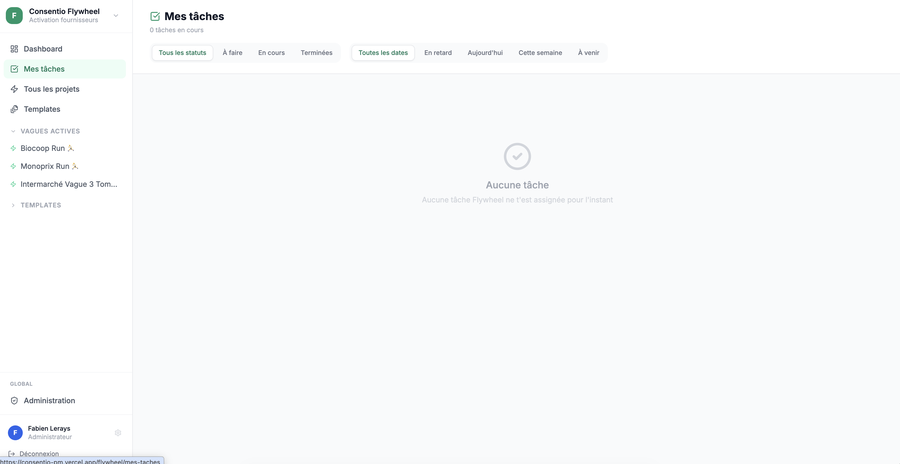 F
Consentio Flywheel
Activation fournisseurs
Dashboard
Mes tâches
Tous les projets
Templates
VAGUES ACTIVES
Biocoop Run
Monoprix Run
Intermarché Vague 3 Tom...
TEMPLATES
GLOBAL
Administration
F
Fabien Lerays
Administrateur
Déconnexion
https://consentio-pm.vercel.app/flywheel/mes-taches
Mes tâches
0 tâches en cours
Tous les statuts À faire En cours Terminées Toutes les dates En retard Aujourd'hui Cette semaine À venir
Aucune tâche
Aucune tâche Flywheel ne t'est assignée pour l'instant